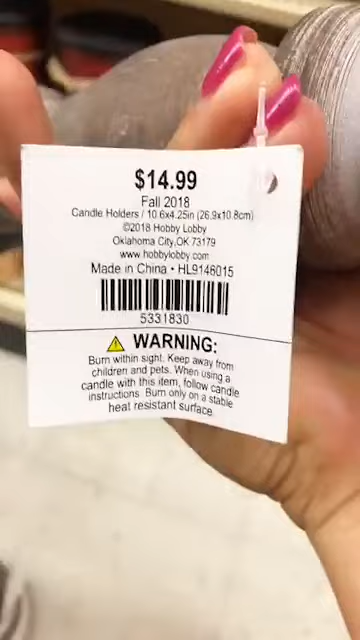 $14.99
Fall 2018
Candle Holders / 10.6x4.25in (26.9x10.8cm)
©2018 Hobby Lobby
Oklahoma City,OK 73179
www.hobbylobby.com
Made in China • HL9146015
5331830
WARNING:
Burn within sight. Keep away from
children and pets. When using a
candle with this item, follow candle
instructions. Burn only on a stable
heat resistant surface.